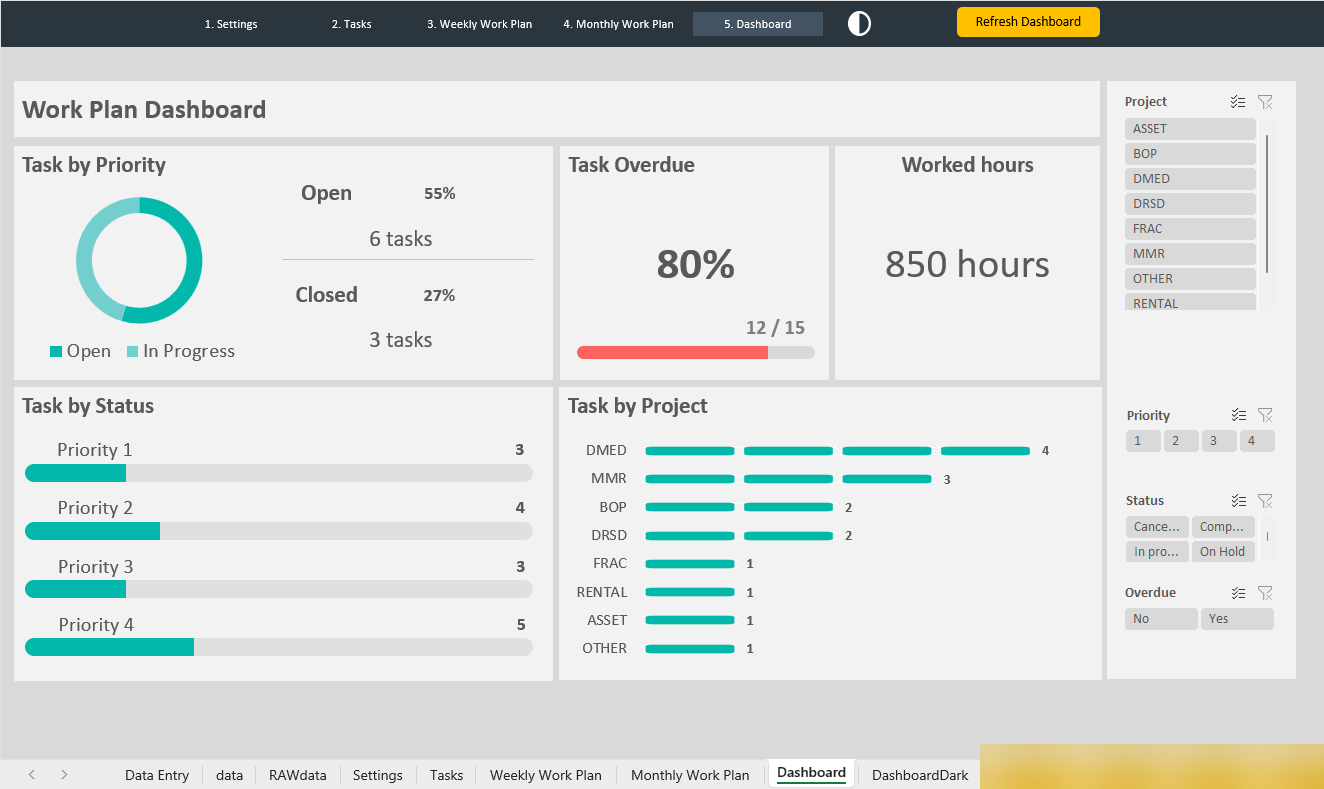 1. Settings
2. Tasks
3. Weekly Work Plan
4. Monthly Work Plan
5. Dashboard
Refresh Dashboard
Work Plan Dashboard
Task by Priority
Open 55%
6 tasks
Closed 27%
3 tasks
Open In Progress
Task Overdue
80%
12 / 15
Worked hours
850 hours
Task by Status
Priority 1 3
Priority 2 4
Priority 3 3
Priority 4 5
Task by Project
DMED 4
MMR 3
BOP 2
DRSD 2
FRAC 1
RENTAL 1
ASSET 1
OTHER 1
Project
ASSET
BOP
DMED
DRSD
FRAC
MMR
OTHER
RENTAL
Priority
1 2 3 4
Status
Cance... Comp...
In pro... On Hold
Overdue
No Yes
Data Entry data RAWdata Settings Tasks Weekly Work Plan Monthly Work Plan Dashboard DashboardDark